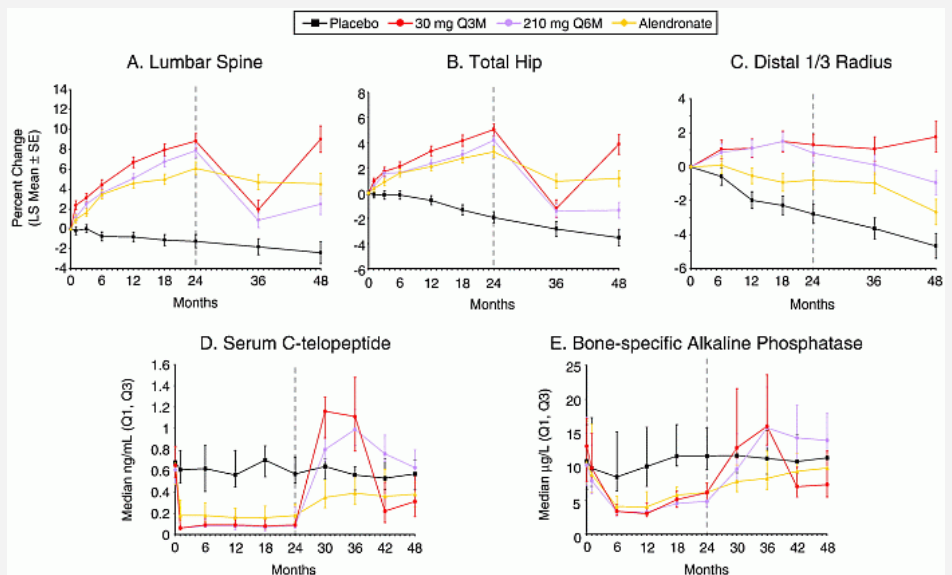 Placebo 30 mg Q3M 210 mg Q6M Alendronate
A. Lumbar Spine
B. Total Hip
C. Distal 1/3 Radius
Percent Change
(LS Mean ± SE)
14
12
10
8
6
4
2
0
-2
-4
0 6 12 18 24 36 48
Months
8
6
4
2
0
-2
-4
-6
0 6 12 18 24 36 48
Months
4
2
0
-2
-4
-6
0 6 12 18 24 36 48
Months
D. Serum C-telopeptide
E. Bone-specific Alkaline Phosphatase
Median ng/mL (Q1, Q3)
1.6
1.4
1.2
1
0.8
0.6
0.4
0.2
0
0 6 12 18 24 30 36 42 48
Months
Median µg/L (Q1, Q3)
25
20
15
10
5
0
0 6 12 18 24 30 36 42 48
Months